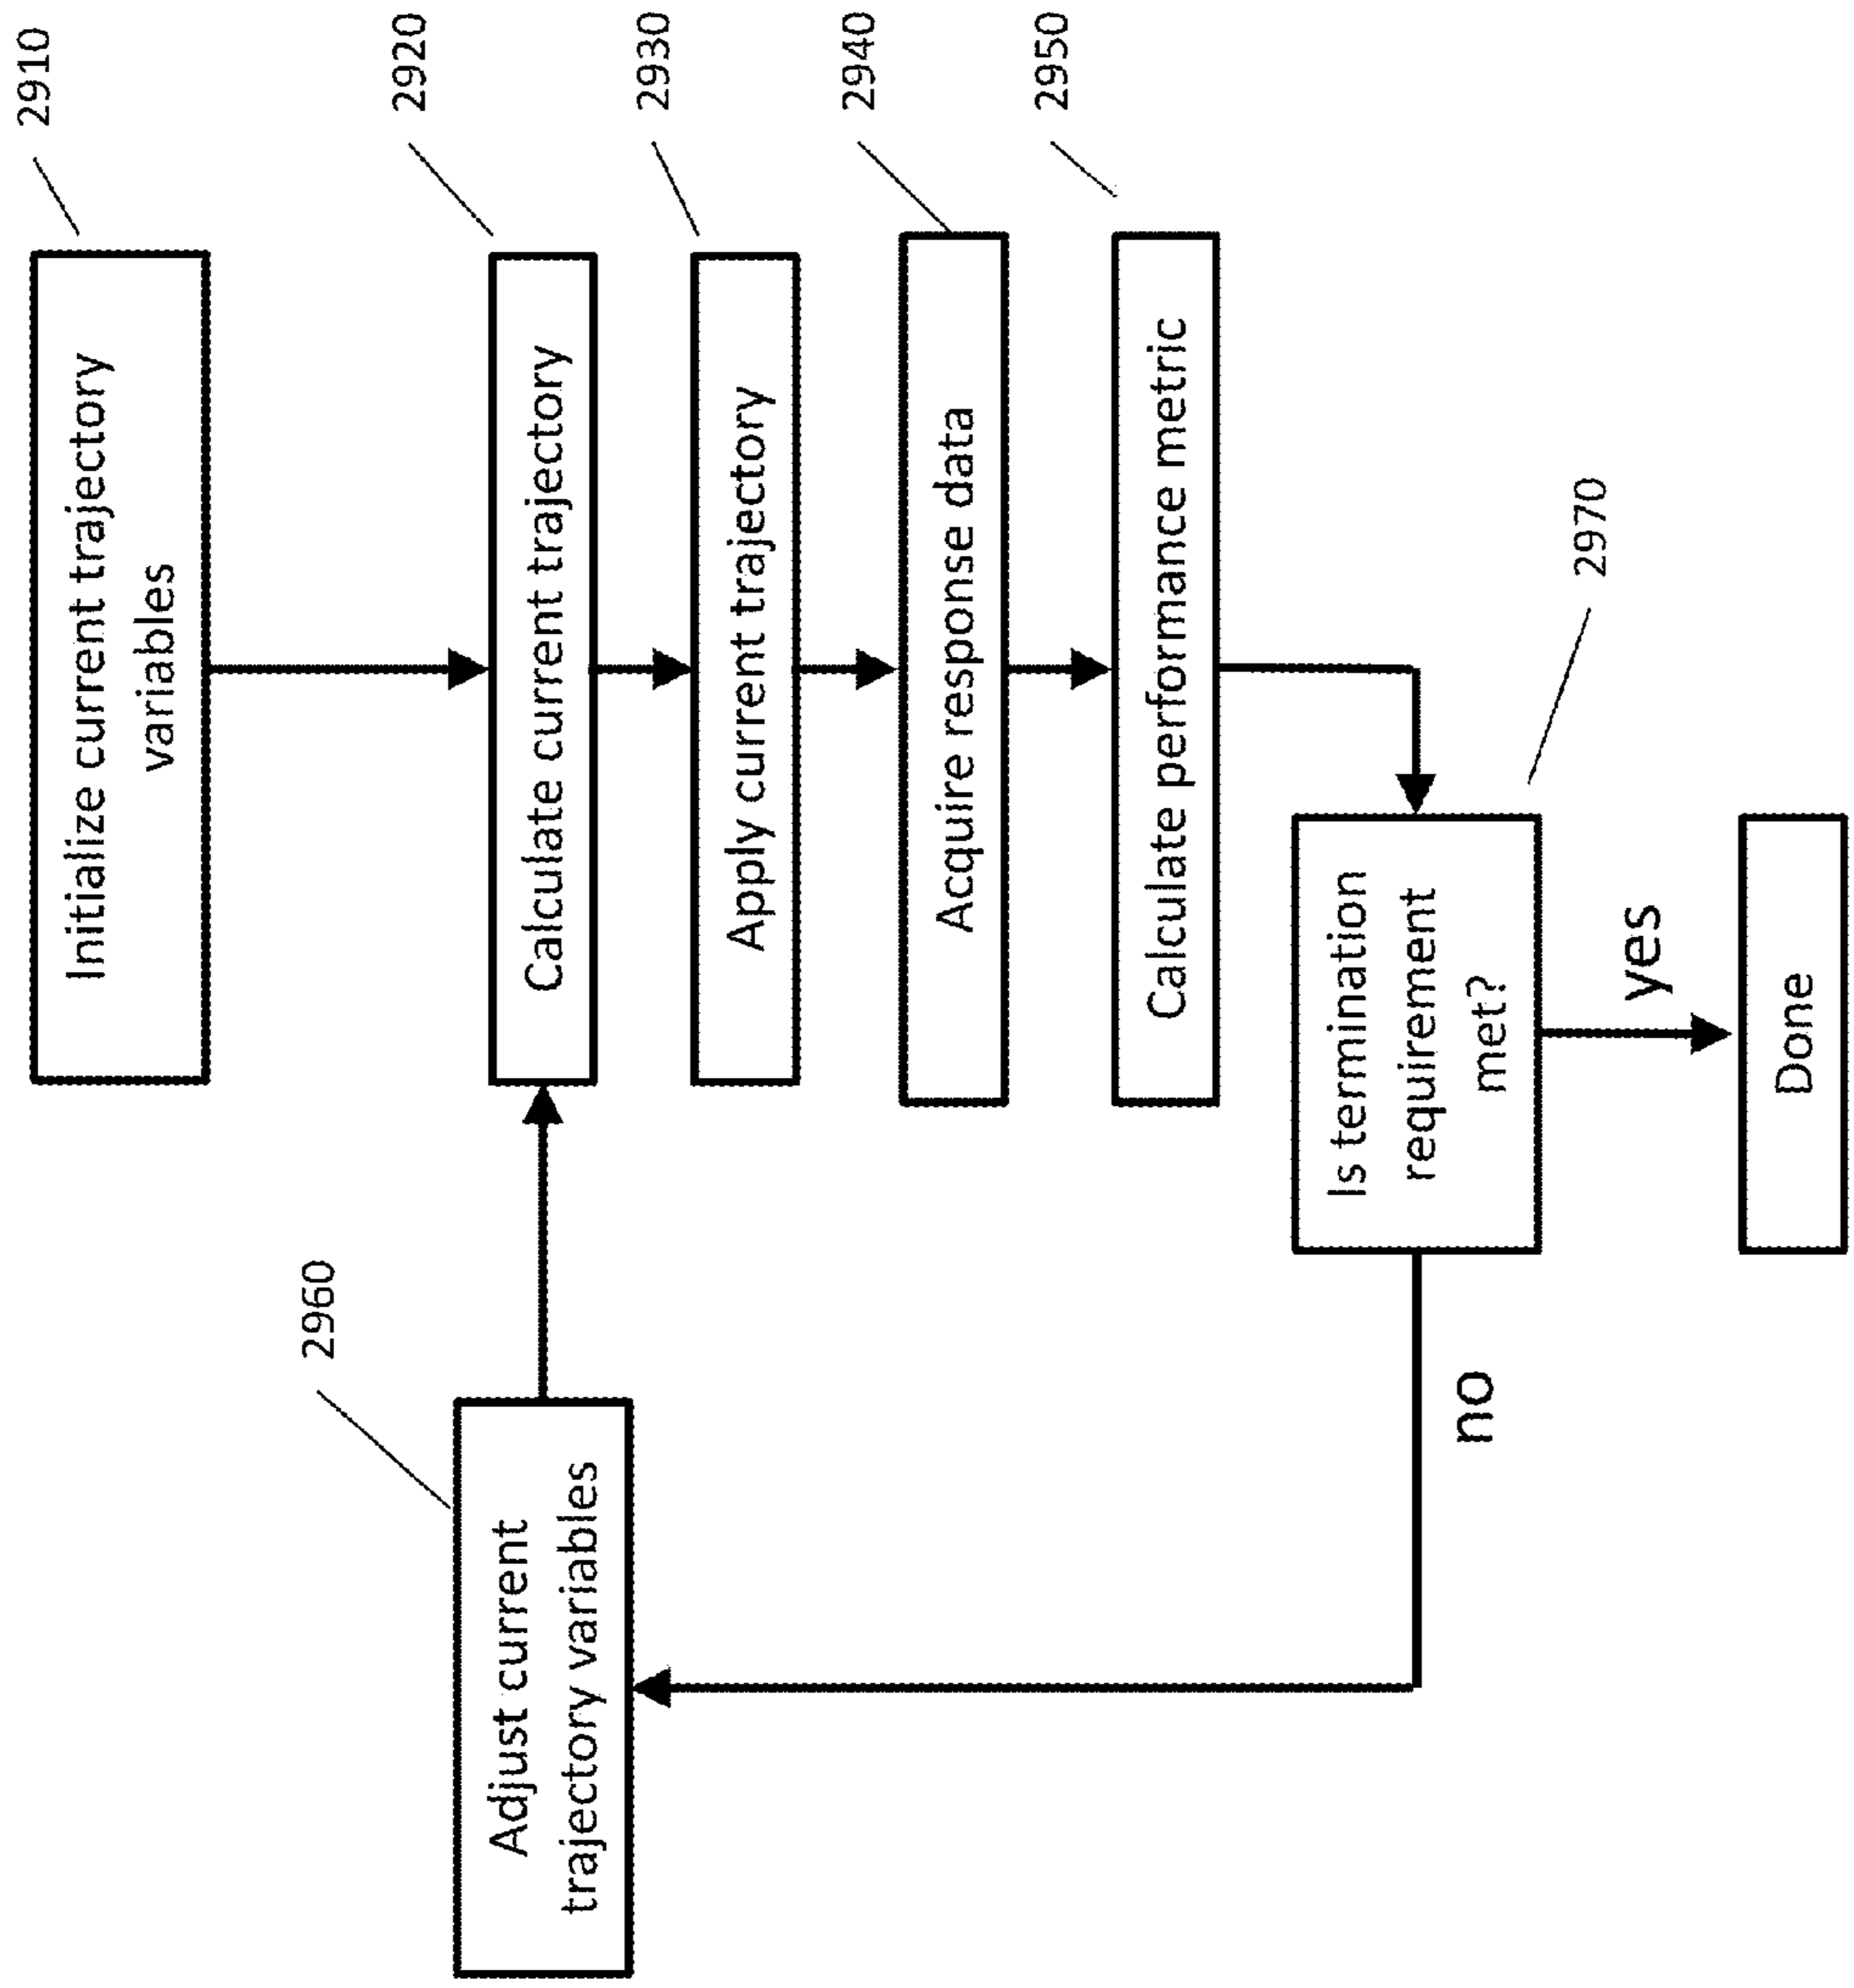 Initialize current trajectory
variables
2910
Calculate current trajectory
2920
Apply current trajectory
2930
Acquire response data
2940
Calculate performance metric
2950
Adjust current
trajectory variables
2960
Is termination
requirement
met?
2970
no
yes
Done